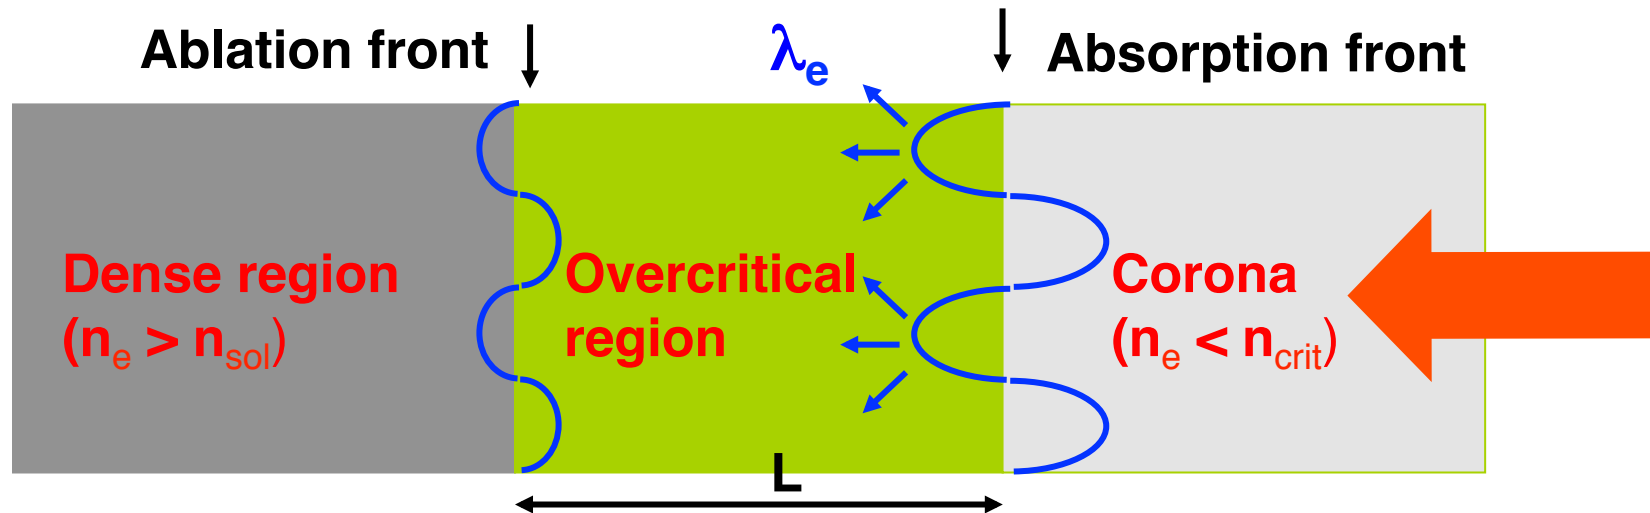 Ablation front
λe
Absorption front
Dense region
(ne > nsol)
Overcritical
region
Corona
(ne < ncrit)
L